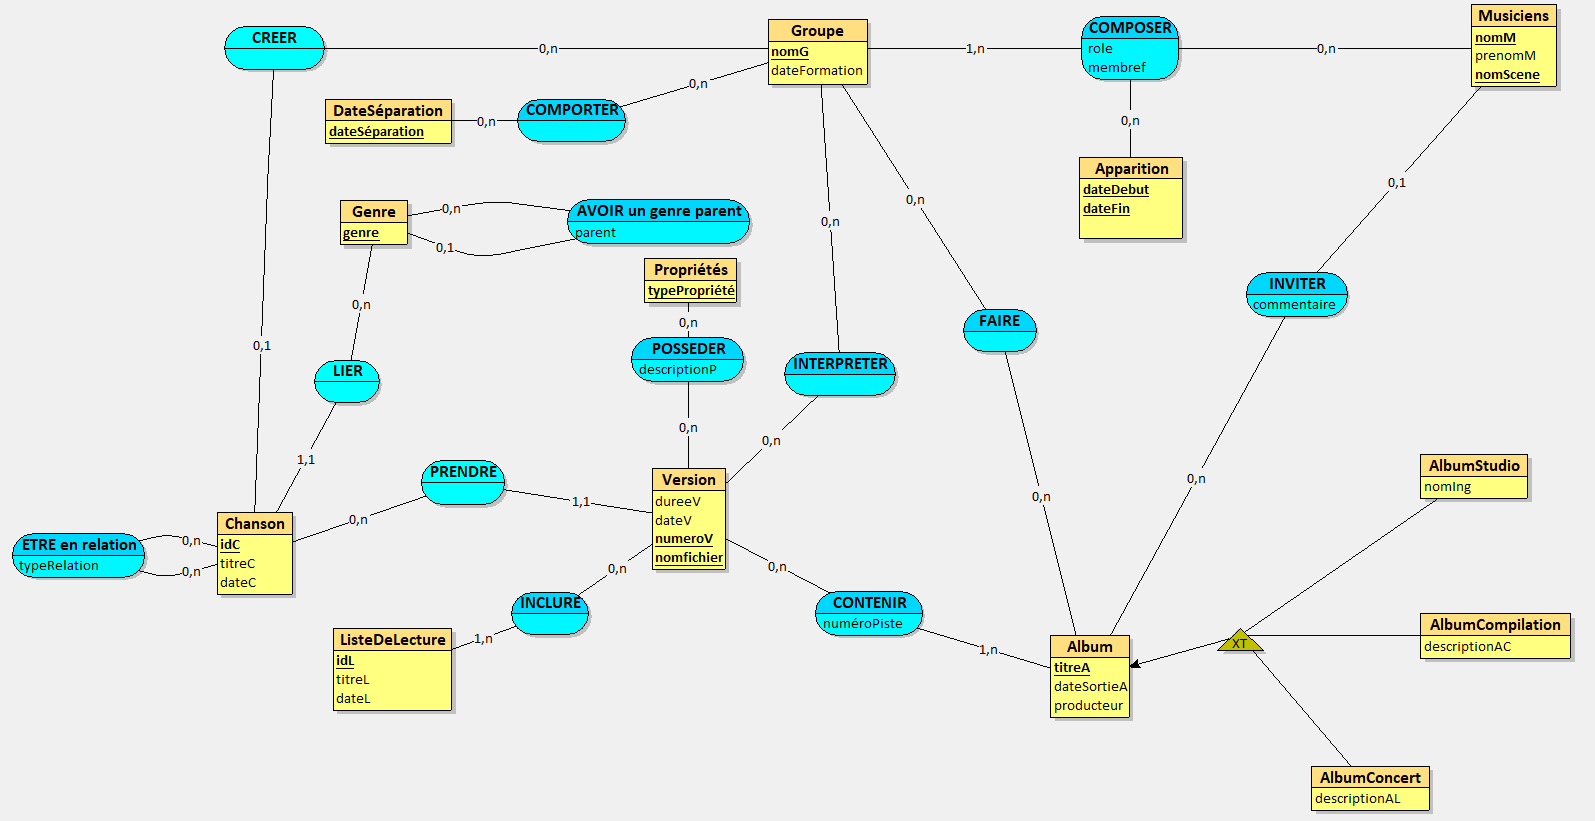 CREER
0,n
Groupe
nomG
dateFormation
1,n
COMPOSER
role
membref
0,n
Musiciens
nomM
prenomM
nomScene
DateSéparation
dateSéparation
0,n
COMPORTER
0,n
0,n
Apparition
dateDebut
dateFin
0,1
Genre
genre
0,n
0,1
AVOIR un genre parent
parent
0,n
0,n
Propriétés
typePropriété
0,n
POSSEDER
descriptionP
0,n
INVITER
commentaire
FAIRE
INTERPRETER
0,n
0,1
LIER
1,1
0,n
0,n
PRENDRE
1,1
0,n
Version
dureeV
dateV
numeroV
nomfichier
0,n
0,n
AlbumStudio
nomIng
Chanson
idC
titreC
dateC
ETRE en relation
typeRelation
0,n
0,n
0,n
INCLURE
1,n
ListeDeLecture
idL
titreL
dateL
0,n
CONTENIR
numéroPiste
1,n
Album
titreA
dateSortieA
producteur
XT
AlbumCompilation
descriptionAC
AlbumConcert
descriptionAL